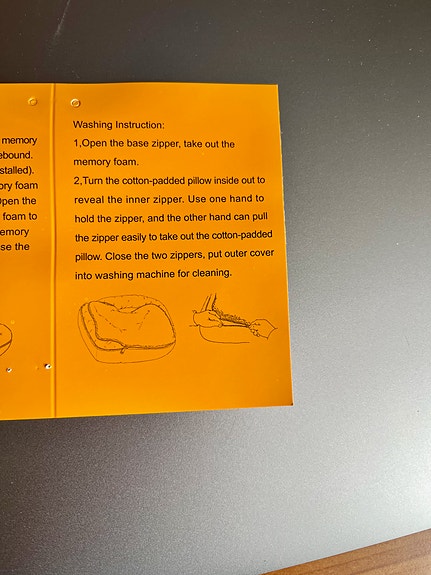 memory
ebound.
stalled).
ory foam
Open the
foam to
emory
se the
Washing Instruction:
1,Open the base zipper, take out the
memory foam.
2,Turn the cotton-padded pillow inside out to
reveal the inner zipper. Use one hand to
hold the zipper, and the other hand can pull
the zipper easily to take out the cotton-padded
pillow. Close the two zippers, put outer cover
into washing machine for cleaning.